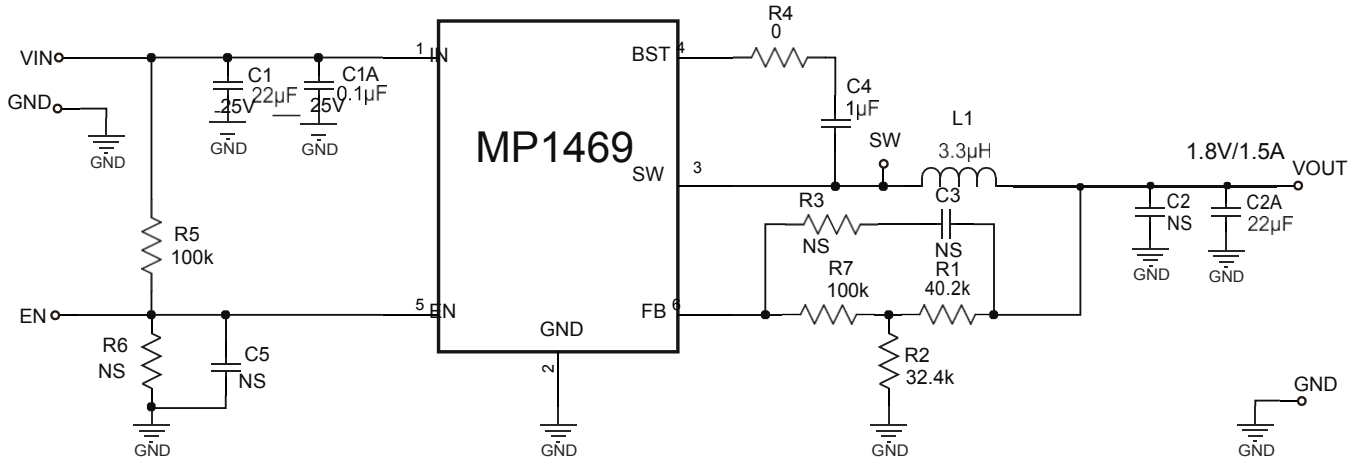 R4
0
VIN
1
IN
BST
4
C1
22μF
25V
C1A
0.1μF
25V
C4
1μF
GND
GND
GND
GND
MP1469
L1
3.3μH
SW
SW
3
1.8V/1.5A
VOUT
R3
NS
C3
NS
C2
NS
GND
C2A
22μF
GND
R5
100k
R7
100k
R1
40.2k
EN
5
EN
FB
6
GND
2
R6
NS
C5
NS
R2
32.4k
GND
GND
GND
GND
GND